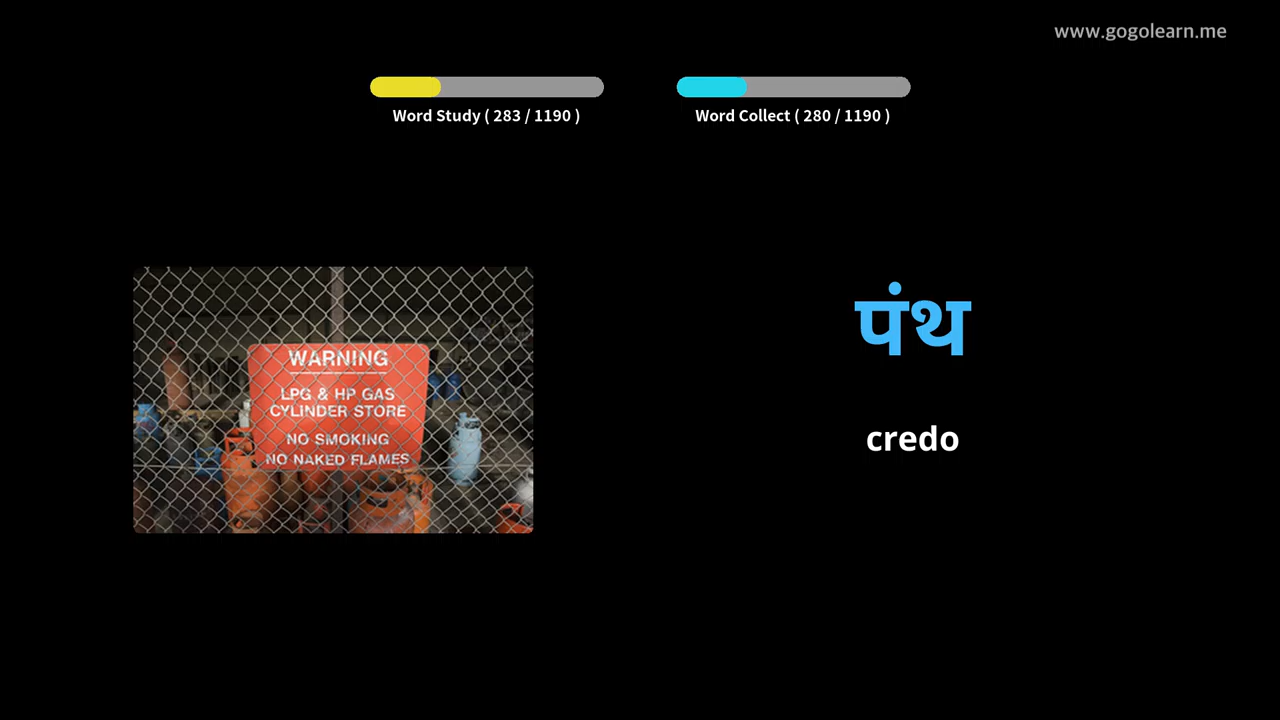 www.gogolearn.me
Word Study ( 283 / 1190 )
Word Collect ( 280 / 1190 )
WARNING
LPG & HP GAS
CYLINDER STORE
NO SMOKING
NO NAKED FLAMES
पंथ
credo